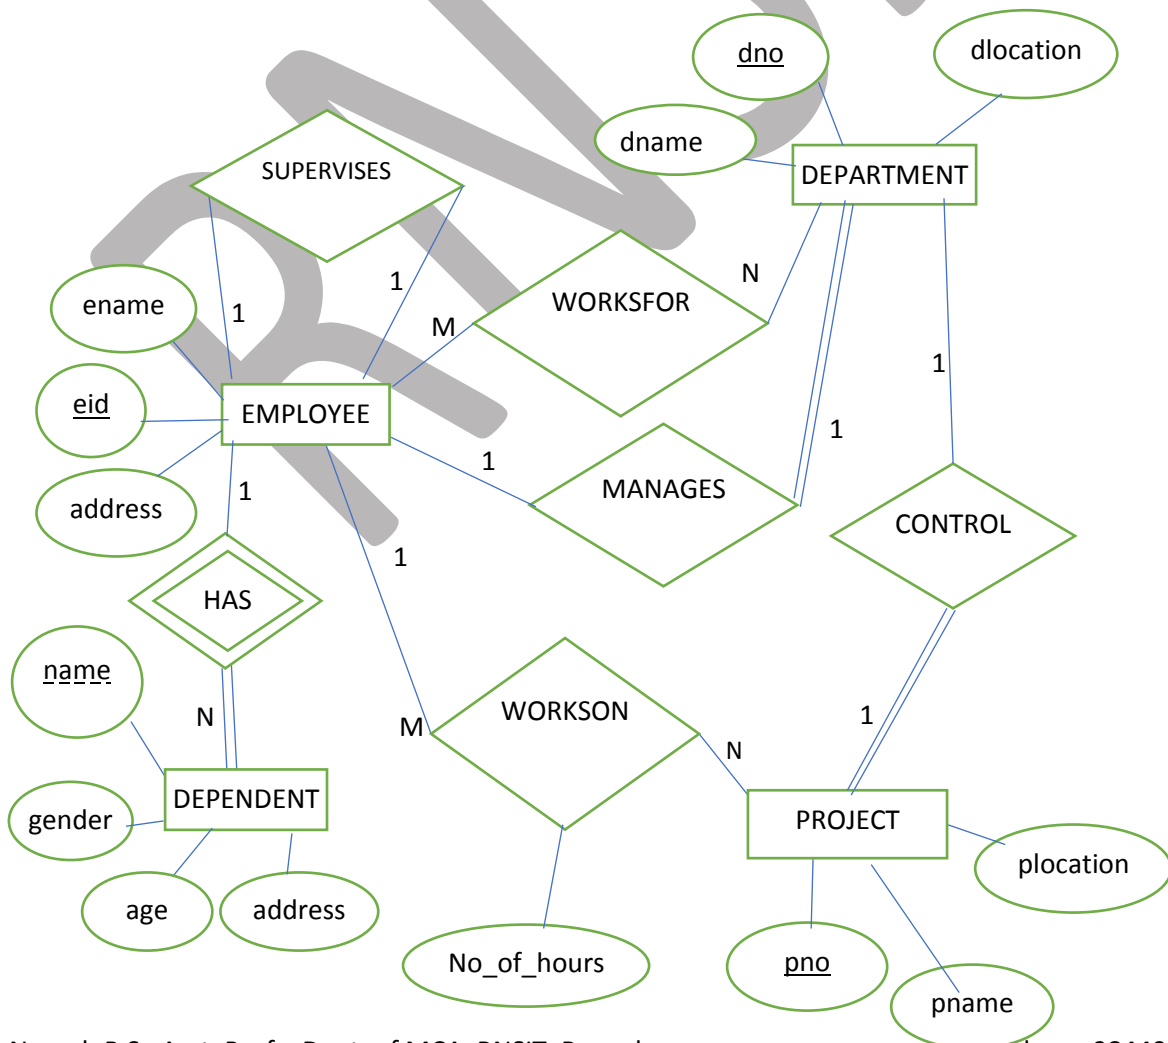 dno
dlocation
dname
DEPARTMENT
SUPERVISES
WORKSFOR
N
1
1
M
ename
eid
EMPLOYEE
address
1
1
MANAGES
1
1
CONTROL
1
HAS
name
N
M
WORKSON
N
1
DEPENDENT
gender
age
address
No_of_hours
PROJECT
plocation
pno
pname